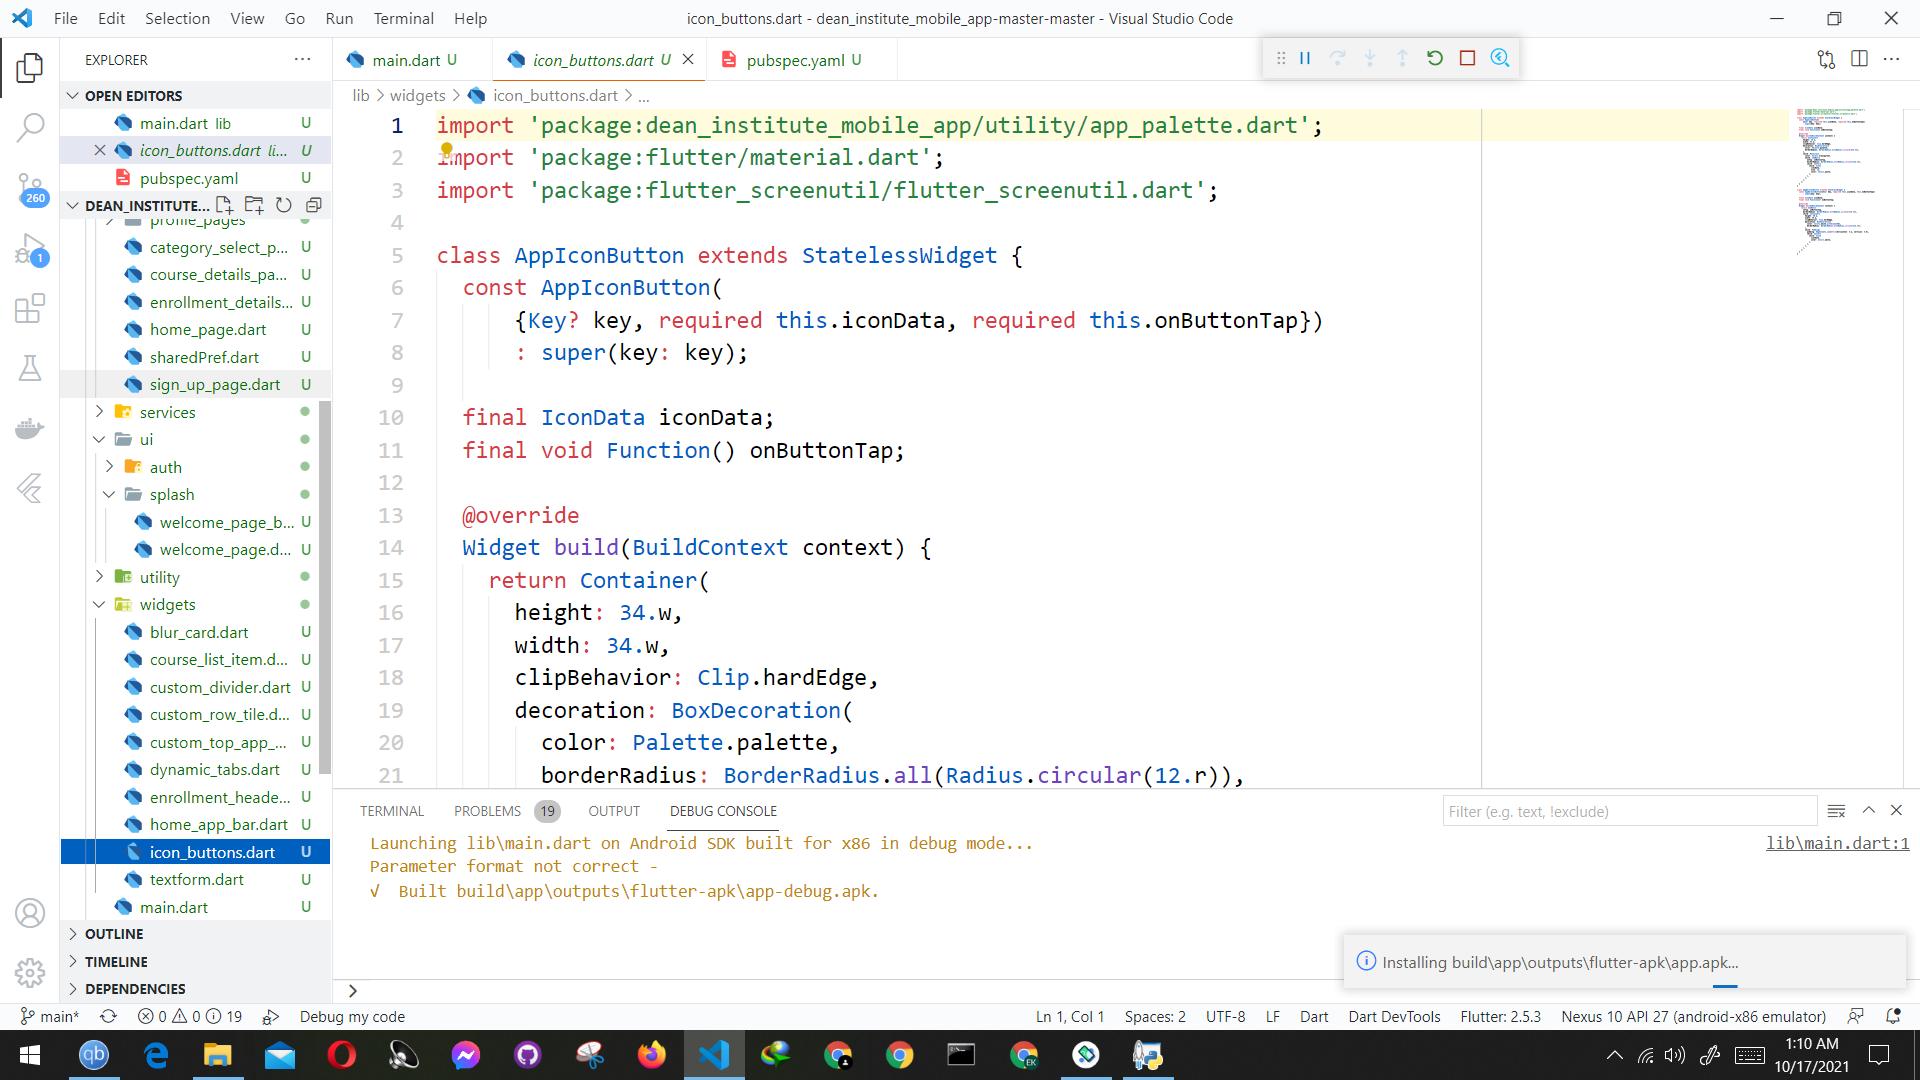 File Edit Selection View Go Run Terminal Help
icon_buttons.dart - dean_institute_mobile_app-master-master - Visual Studio Code
EXPLORER
OPEN EDITORS
main.dart lib U
icon_buttons.dart li... U
pubspec.yaml U
DEAN_INSTITUTE...
profile_pages
category_select_p... U
course_details_pa... U
enrollment_details... U
home_page.dart U
sharedPref.dart U
sign_up_page.dart U
services
ui
auth
splash
welcome_page_b... U
welcome_page.d... U
utility
widgets
blur_card.dart U
course_list_item.d... U
custom_divider.dart U
custom_row_tile.d... U
custom_top_app_... U
dynamic_tabs.dart U
enrollment_heade... U
home_app_bar.dart U
icon_buttons.dart U
textform.dart U
main.dart U
OUTLINE
TIMELINE
DEPENDENCIES
260
1
main.dart U
icon_buttons.dart U
pubspec.yaml U
lib > widgets > icon_buttons.dart > ...
1 import 'package:dean_institute_mobile_app/utility/app_palette.dart';
2 import 'package:flutter/material.dart';
3 import 'package:flutter_screenutil/flutter_screenutil.dart';
4
5 class AppIconButton extends StatelessWidget {
6 const AppIconButton(
7 {Key? key, required this.iconData, required this.onButtonTap})
8 : super(key: key);
9
10 final IconData iconData;
11 final void Function() onButtonTap;
12
13 @override
14 Widget build(BuildContext context) {
15 return Container(
16 height: 34.w,
17 width: 34.w,
18 clipBehavior: Clip.hardEdge,
19 decoration: BoxDecoration(
20 color: Palette.palette,
21 borderRadius: BorderRadius.all(Radius.circular(12.r)),
TERMINAL PROBLEMS 19 OUTPUT DEBUG CONSOLE
Filter (e.g. text, !exclude)
Launching lib\main.dart on Android SDK built for x86 in debug mode...
lib\main.dart:1
Parameter format not correct -
√ Built build\app\outputs\flutter-apk\app-debug.apk.
Installing build\app\outputs\flutter-apk\app.apk...
main* 0 0 19 Debug my code
Ln 1, Col 1 Spaces: 2 UTF-8 LF Dart Dart DevTools Flutter: 2.5.3 Nexus 10 API 27 (android-x86 emulator)
qb
EK
1:10 AM
10/17/2021